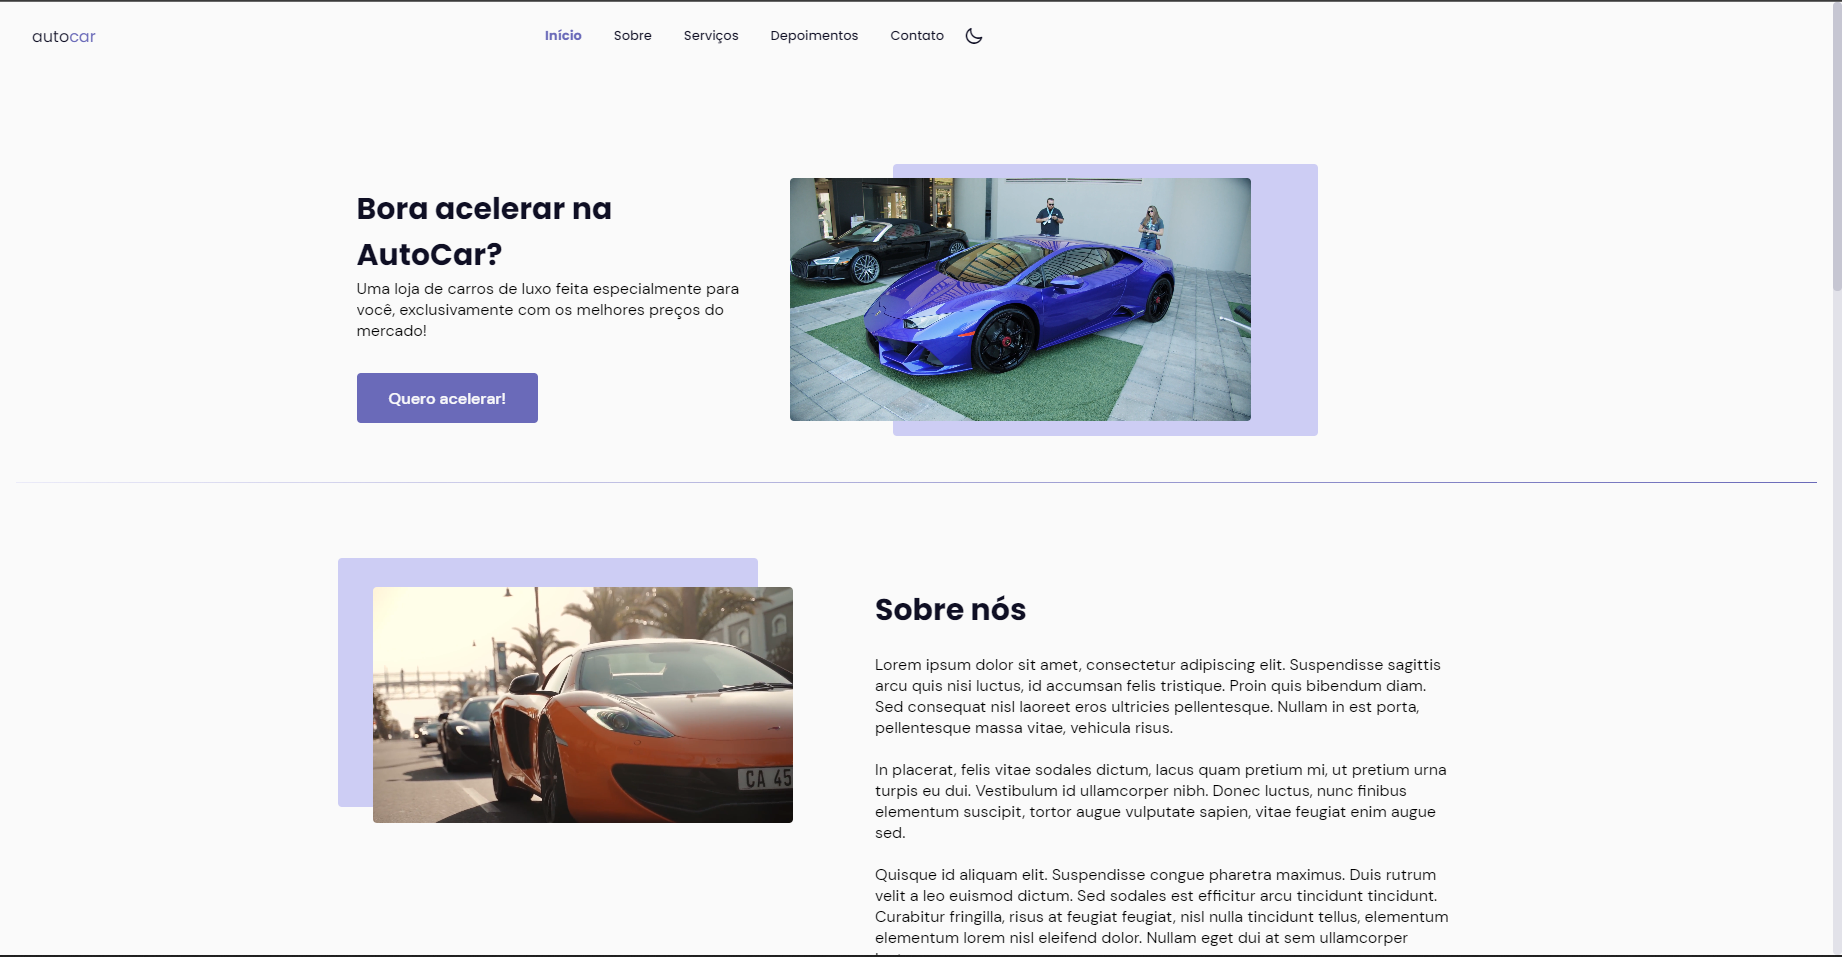 autocar
Início Sobre Serviços Depoimentos Contato
Bora acelerar na
AutoCar?
Uma loja de carros de luxo feita especialmente para
você, exclusivamente com os melhores preços do
mercado!
Quero acelerar!
Sobre nós
CA 45
Lorem ipsum dolor sit amet, consectetur adipiscing elit. Suspendisse sagittis
arcu quis nisi luctus, id accumsan felis tristique. Proin quis bibendum diam.
Sed consequat nisl laoreet eros ultricies pellentesque. Nullam in est porta,
pellentesque massa vitae, vehicula risus.
In placerat, felis vitae sodales dictum, lacus quam pretium mi, ut pretium urna
turpis eu dui. Vestibulum id ullamcorper nibh. Donec luctus, nunc finibus
elementum suscipit, tortor augue vulputate sapien, vitae feugiat enim augue
sed.
Quisque id aliquam elit. Suspendisse congue pharetra maximus. Duis rutrum
velit a leo euismod dictum. Sed sodales est efficitur arcu tincidunt tincidunt.
Curabitur fringilla, risus at feugiat feugiat, nisl nulla tincidunt tellus, elementum
elementum lorem nisl eleifend dolor. Nullam eget dui at sem ullamcorper